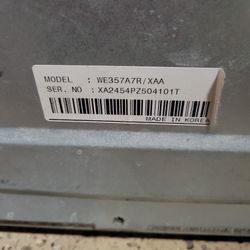 MODEL : WE357A7R/XAA
SER. NO : XA2454PZ504101T
MADE IN KOREA